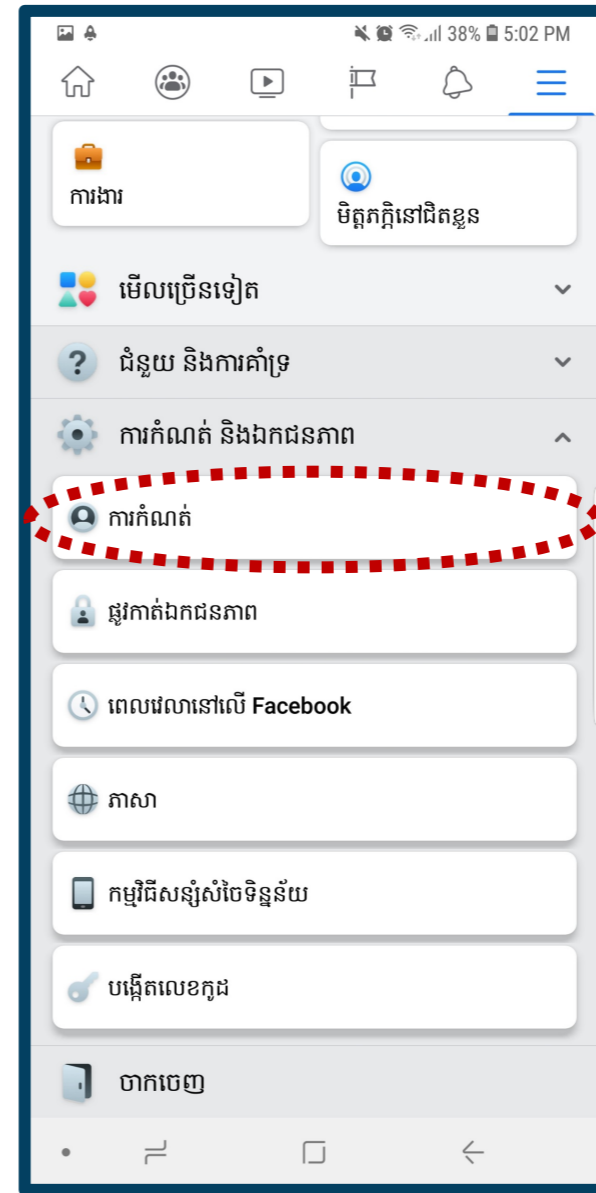 38% 5:02 PM
ការងារ
មិត្តភក្តិនៅជិតខ្លួន
មើលច្រើនទៀត
ជំនួយ និងការគាំទ្រ
ការកំណត់ និងឯកជនភាព
ការកំណត់
ផ្លូវកាត់ឯកជនភាព
ពេលវេលានៅលើ Facebook
ភាសា
កម្មវិធីសន្សំសំចៃទិន្នន័យ
បង្កើតលេខកូដ
ចាកចេញ